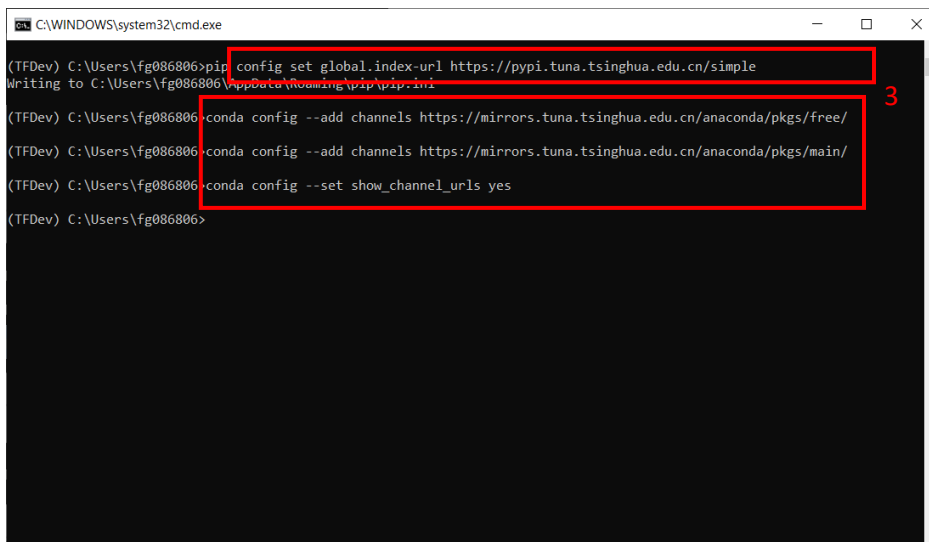 C:\WINDOWS\system32\cmd.exe
(TFDev) C:\Users\fg086806>pip config set global.index-url https://pypi.tuna.tsinghua.edu.cn/simple
Writing to C:\Users\fg086806\AppData\Roaming\pip\pip.ini
3
(TFDev) C:\Users\fg086806>conda config --add channels https://mirrors.tuna.tsinghua.edu.cn/anaconda/pkgs/free/
(TFDev) C:\Users\fg086806>conda config --add channels https://mirrors.tuna.tsinghua.edu.cn/anaconda/pkgs/main/
(TFDev) C:\Users\fg086806>conda config --set show_channel_urls yes
(TFDev) C:\Users\fg086806>